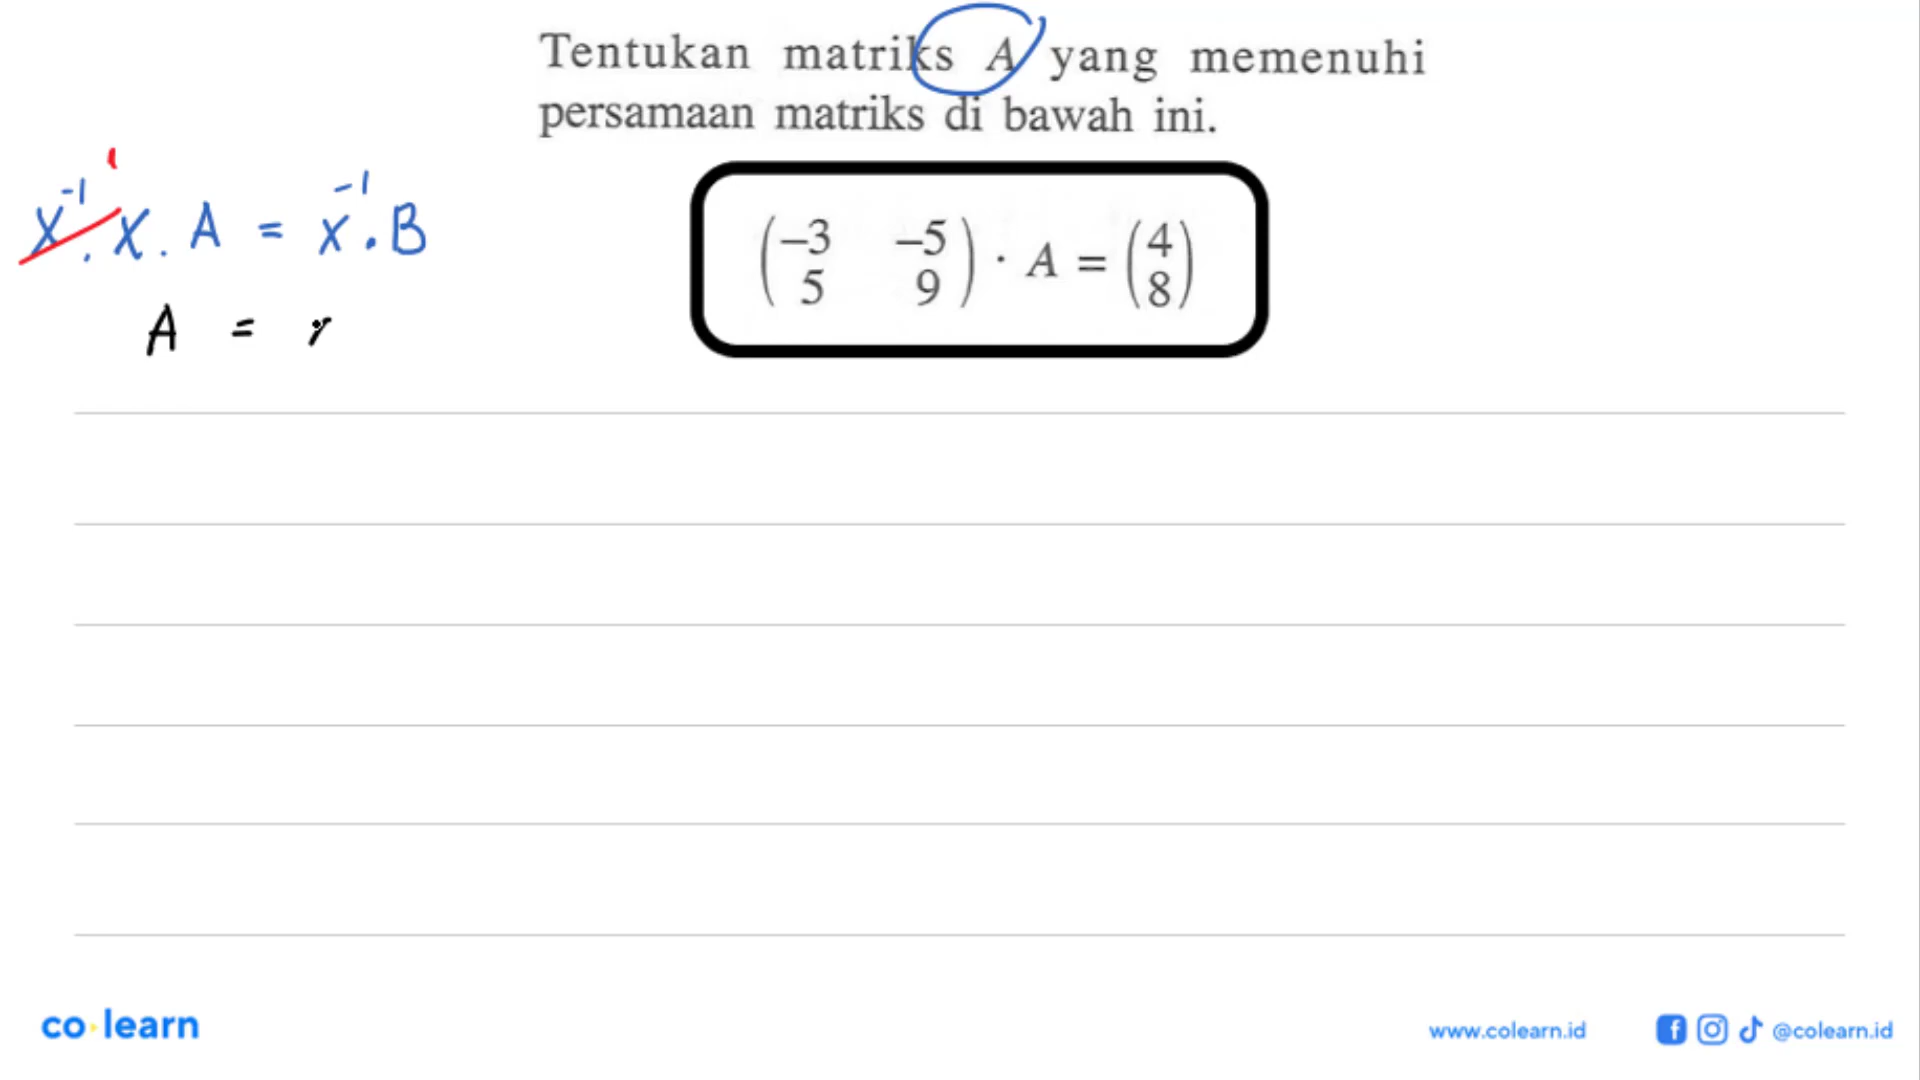 Tentukan matriks A yang memenuhi
persamaan matriks di bawah ini.
X⁻¹ . X . A = X⁻¹ . B
A =
(-3 -5
5 9) · A = (4
8)
co learn
www.colearn.id
@colearn.id